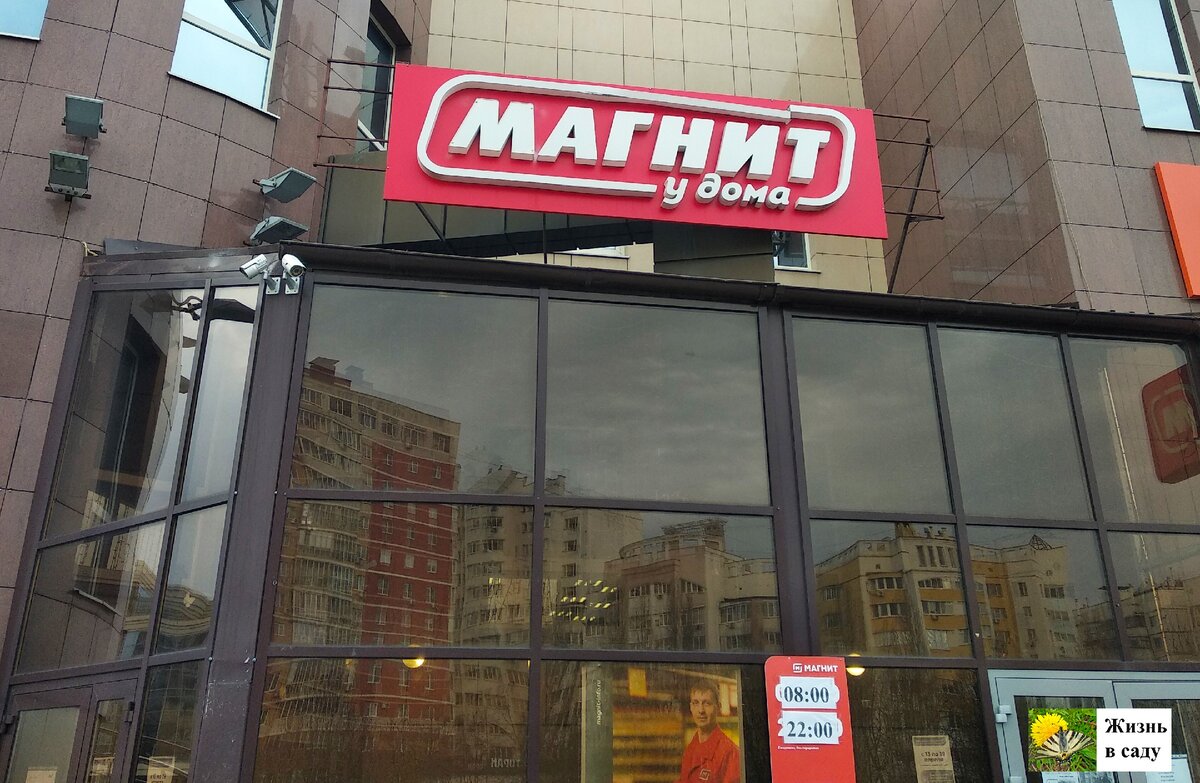 МАГНИТ
у дома
МАГНИТ
08:00
22:00
Жизнь
в саду